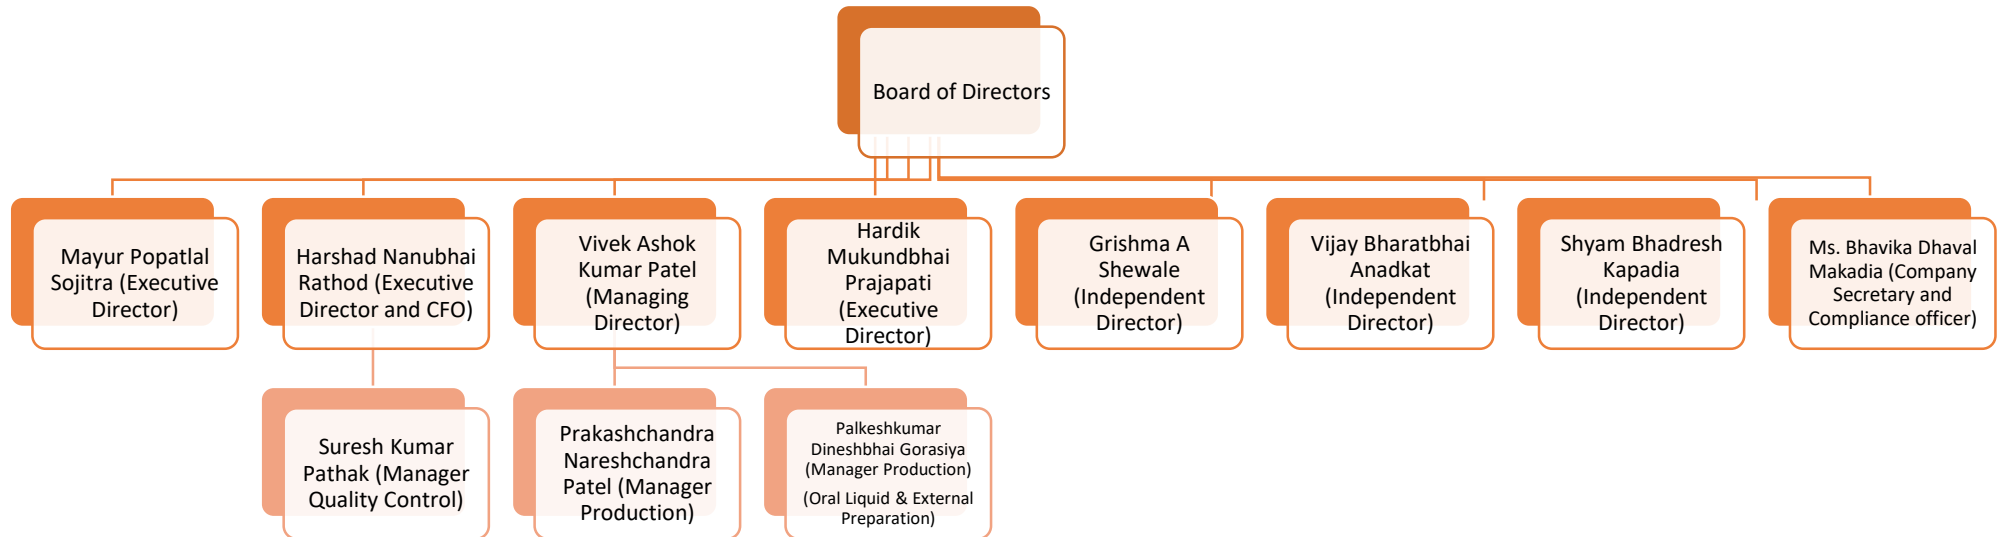 Board of Directors
Mayur Popatlal
Sojitra (Executive
Director)
Harshad Nanubhai
Rathod (Executive
Director and CFO)
Vivek Ashok
Kumar Patel
(Managing
Director)
Hardik
Mukundbhai
Prajapati
(Executive
Director)
Grishma A
Shewale
(Independent
Director)
Vijay Bharatbhai
Anadkat
(Independent
Director)
Shyam Bhadresh
Kapadia
(Independent
Director)
Ms. Bhavika Dhaval
Makadia (Company
Secretary and
Compliance officer)
Suresh Kumar
Pathak (Manager
Quality Control)
Prakashchandra
Nareshchandra
Patel (Manager
Production)
Palkeshkumar
Dineshbhai Gorasiya
(Manager Production)
(Oral Liquid & External
Preparation)